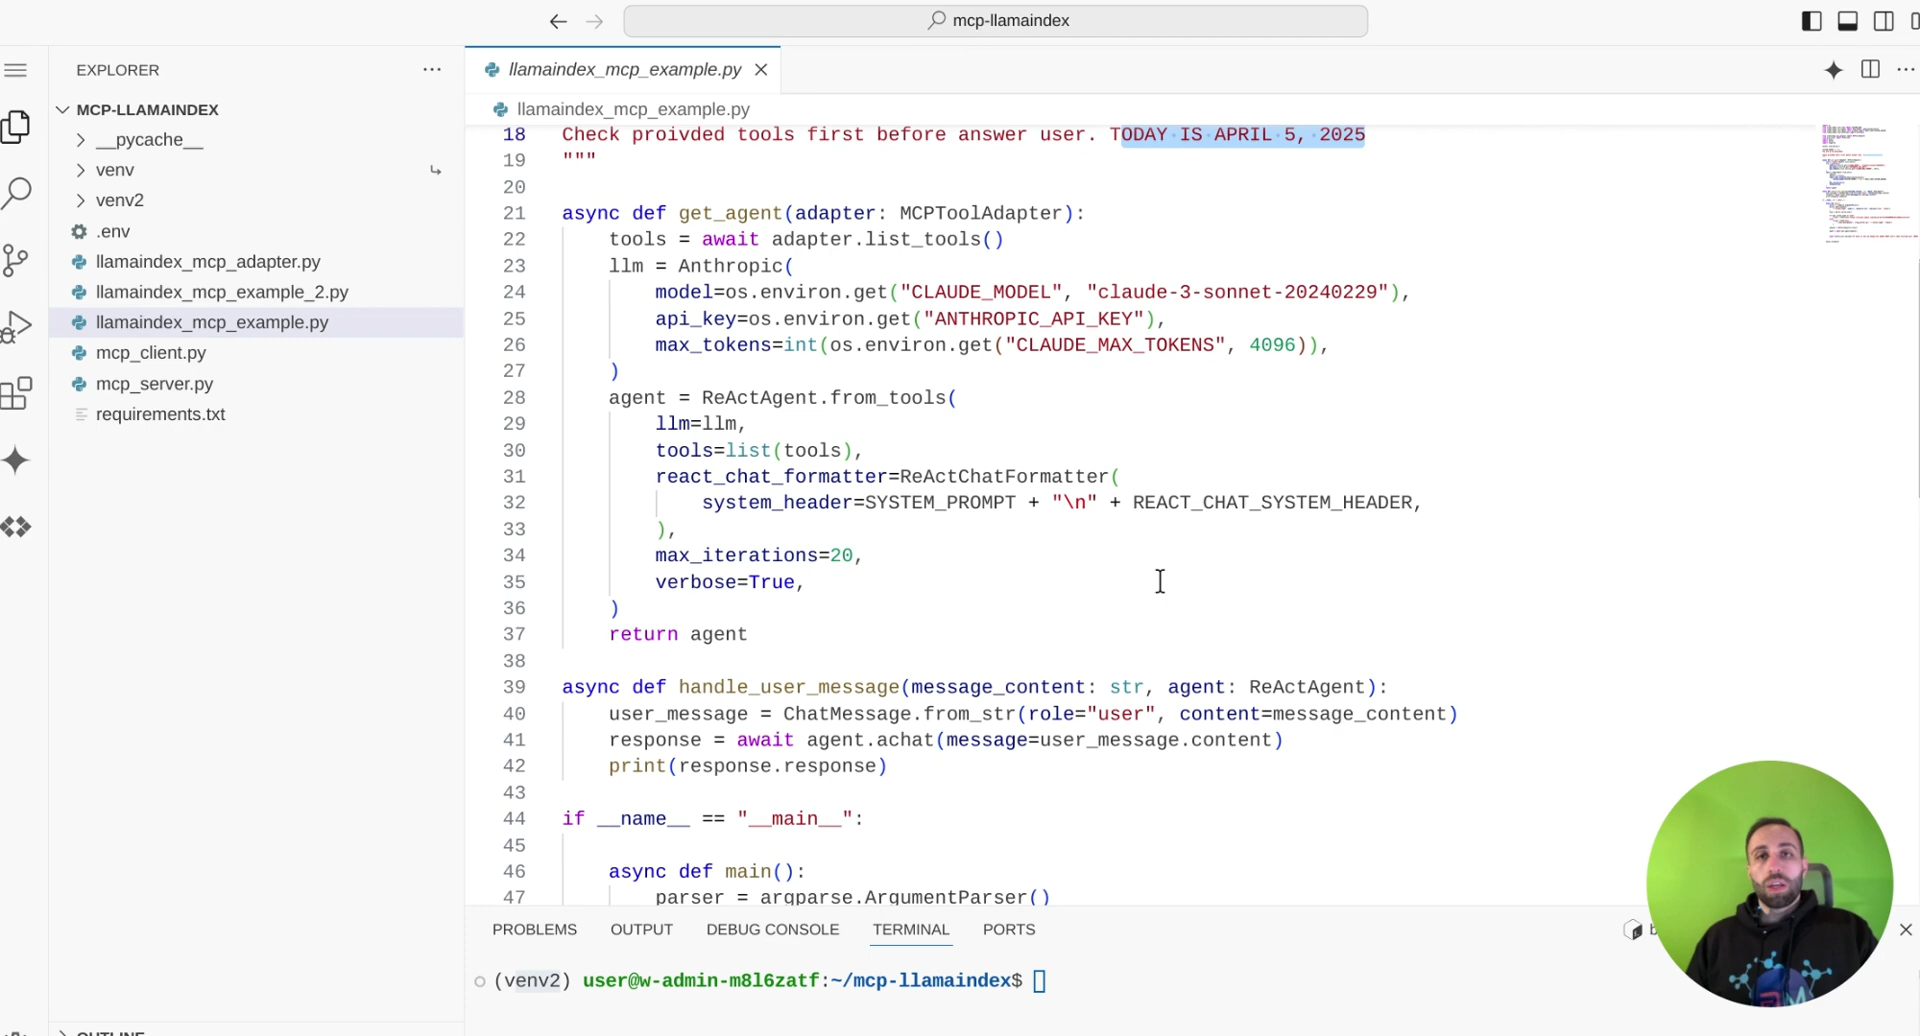 mcp-llamaindex
EXPLORER
MCP-LLAMAINDEX
__pycache__
venv
venv2
.env
llamaindex_mcp_adapter.py
llamaindex_mcp_example_2.py
llamaindex_mcp_example.py
mcp_client.py
mcp_server.py
requirements.txt
OUTLINE
llamaindex_mcp_example.py
llamaindex_mcp_example.py
18 Check proivded tools first before answer user. TODAY IS APRIL 5, 2025
19 """
20
21 async def get_agent(adapter: MCPToolAdapter):
22 tools = await adapter.list_tools()
23 llm = Anthropic(
24 model=os.environ.get("CLAUDE_MODEL", "claude-3-sonnet-20240229"),
25 api_key=os.environ.get("ANTHROPIC_API_KEY"),
26 max_tokens=int(os.environ.get("CLAUDE_MAX_TOKENS", 4096)),
27 )
28 agent = ReActAgent.from_tools(
29 llm=llm,
30 tools=list(tools),
31 react_chat_formatter=ReActChatFormatter(
32 system_header=SYSTEM_PROMPT + "\n" + REACT_CHAT_SYSTEM_HEADER,
33 ),
34 max_iterations=20,
35 verbose=True,
36 )
37 return agent
38
39 async def handle_user_message(message_content: str, agent: ReActAgent):
40 user_message = ChatMessage.from_str(role="user", content=message_content)
41 response = await agent.achat(message=user_message.content)
42 print(response.response)
43
44 if __name__ == "__main__":
45
46 async def main():
47 parser = argparse.ArgumentParser()
PROBLEMS OUTPUT DEBUG CONSOLE TERMINAL PORTS
(venv2) user@w-admin-m8l6zatf:~/mcp-llamaindex$